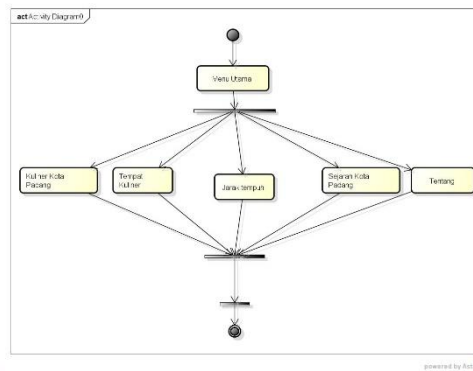 act Activity Diagram0
Menu Utama
Kuliner Kota
Padang
Tempat
Kuliner
Jarak tempuh
Sejarah Kota
Padang
Tentang
powered by Ast